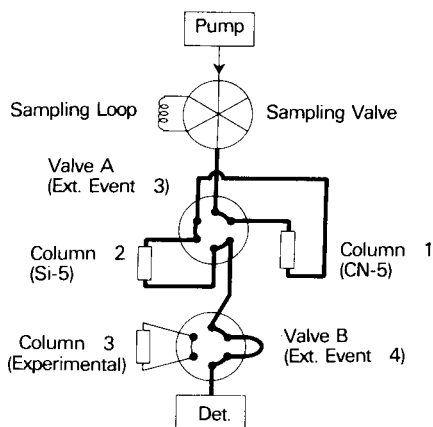 Pump
Sampling Loop
Sampling Valve
Valve A
(Ext. Event 3)
Column 2
(Si-5)
Column 1
(CN-5)
Column 3
(Experimental)
Valve B
(Ext. Event 4)
Det.